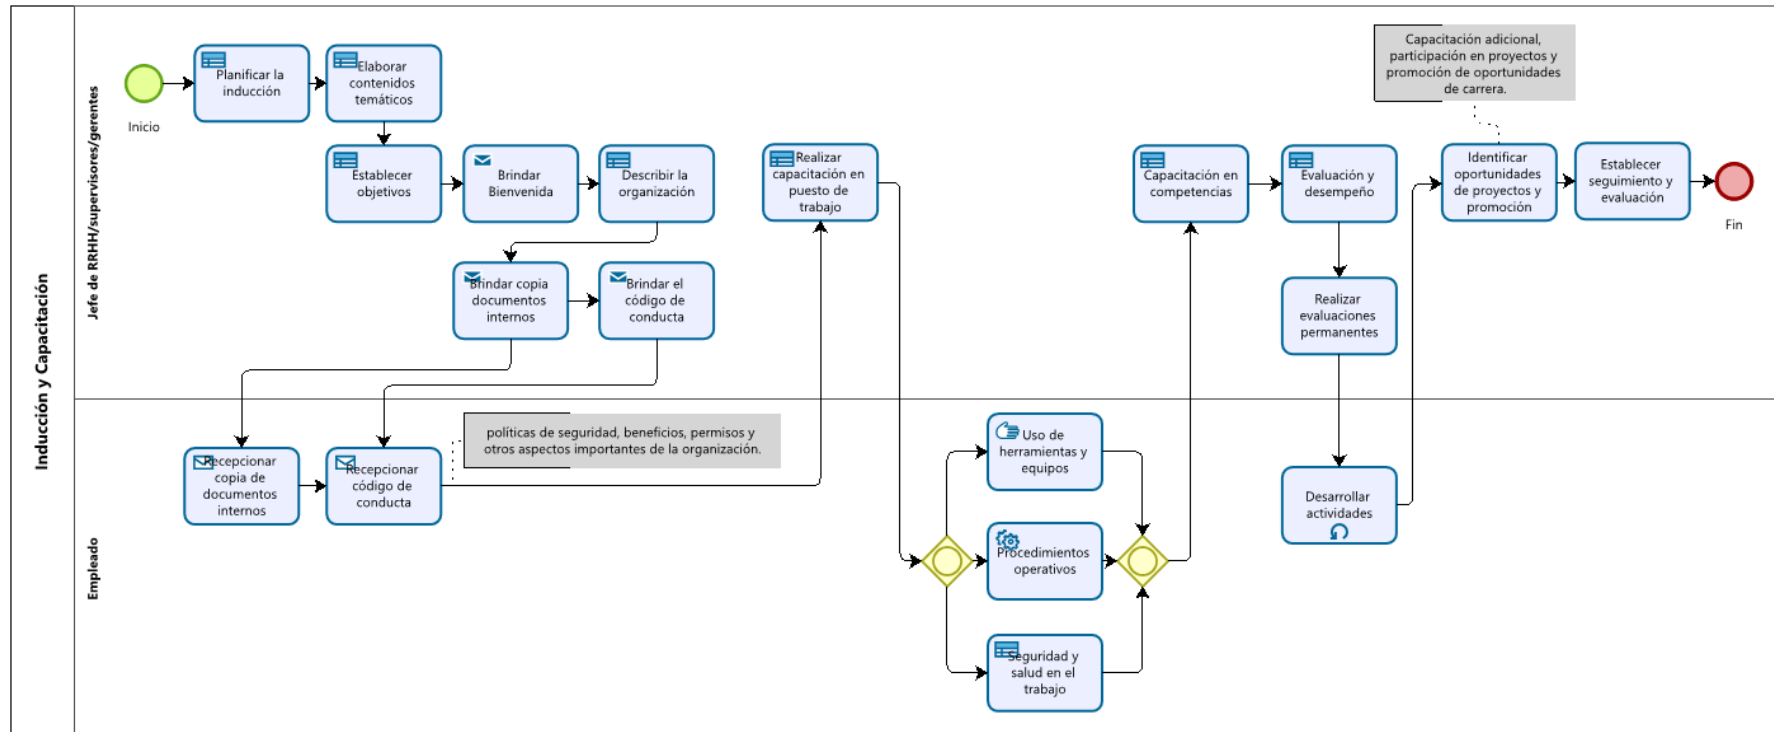 Inducción y Capacitación
Jefe de RRHH/supervisores/gerentes
Inicio
Planificar la
inducción
Elaborar
contenidos
temáticos
Establecer
objetivos
Brindar
Bienvenida
Describir la
organización
Brindar copia
documentos
internos
Brindar el
código de
conducta
Realizar
capacitación en
puesto de
trabajo
Capacitación en
competencias
Evaluación y
desempeño
Realizar
evaluaciones
permanentes
Capacitación adicional,
participación en proyectos y
promoción de oportunidades
de carrera.
Identificar
oportunidades
de proyectos y
promoción
Establecer
seguimiento y
evaluación
Fin
Empleado
Recepcionar
copia de
documentos
internos
Recepcionar
código de
conducta
políticas de seguridad, beneficios, permisos y
otros aspectos importantes de la organización.
Uso de
herramientas y
equipos
Procedimientos
operativos
Seguridad y
salud en el
trabajo
Desarrollar
actividades